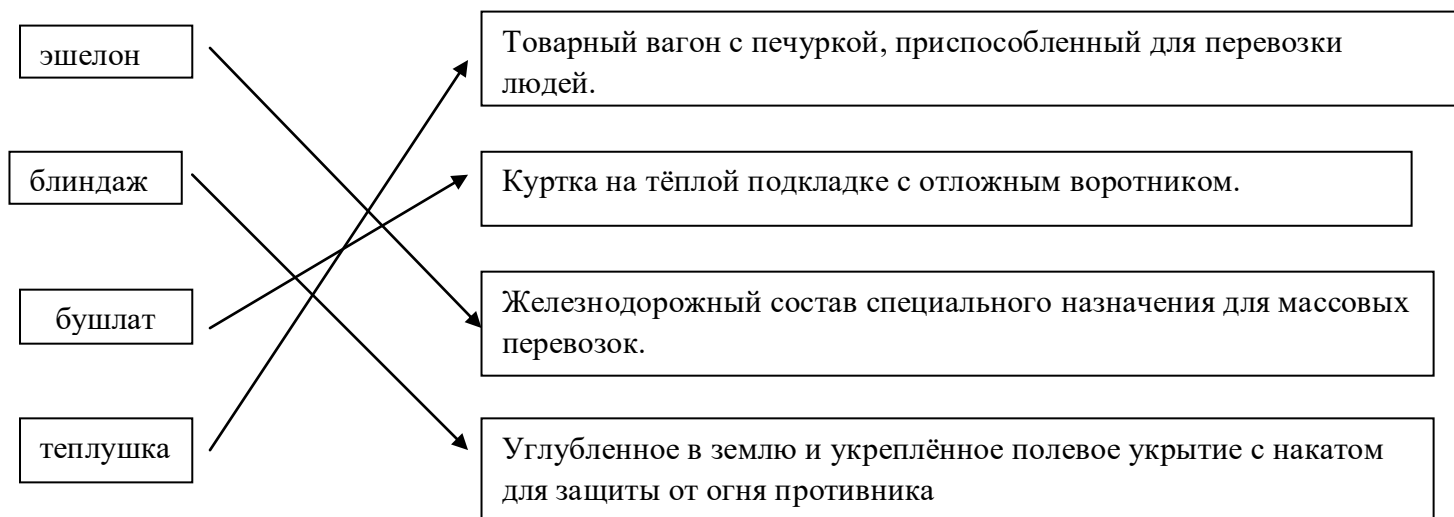 эшелон
Товарный вагон с печуркой, приспособленный для перевозки
людей.
блиндаж
Куртка на тёплой подкладке с отложным воротником.
бушлат
Железнодорожный состав специального назначения для массовых
перевозок.
теплушка
Углубленное в землю и укреплённое полевое укрытие с накатом
для защиты от огня противника